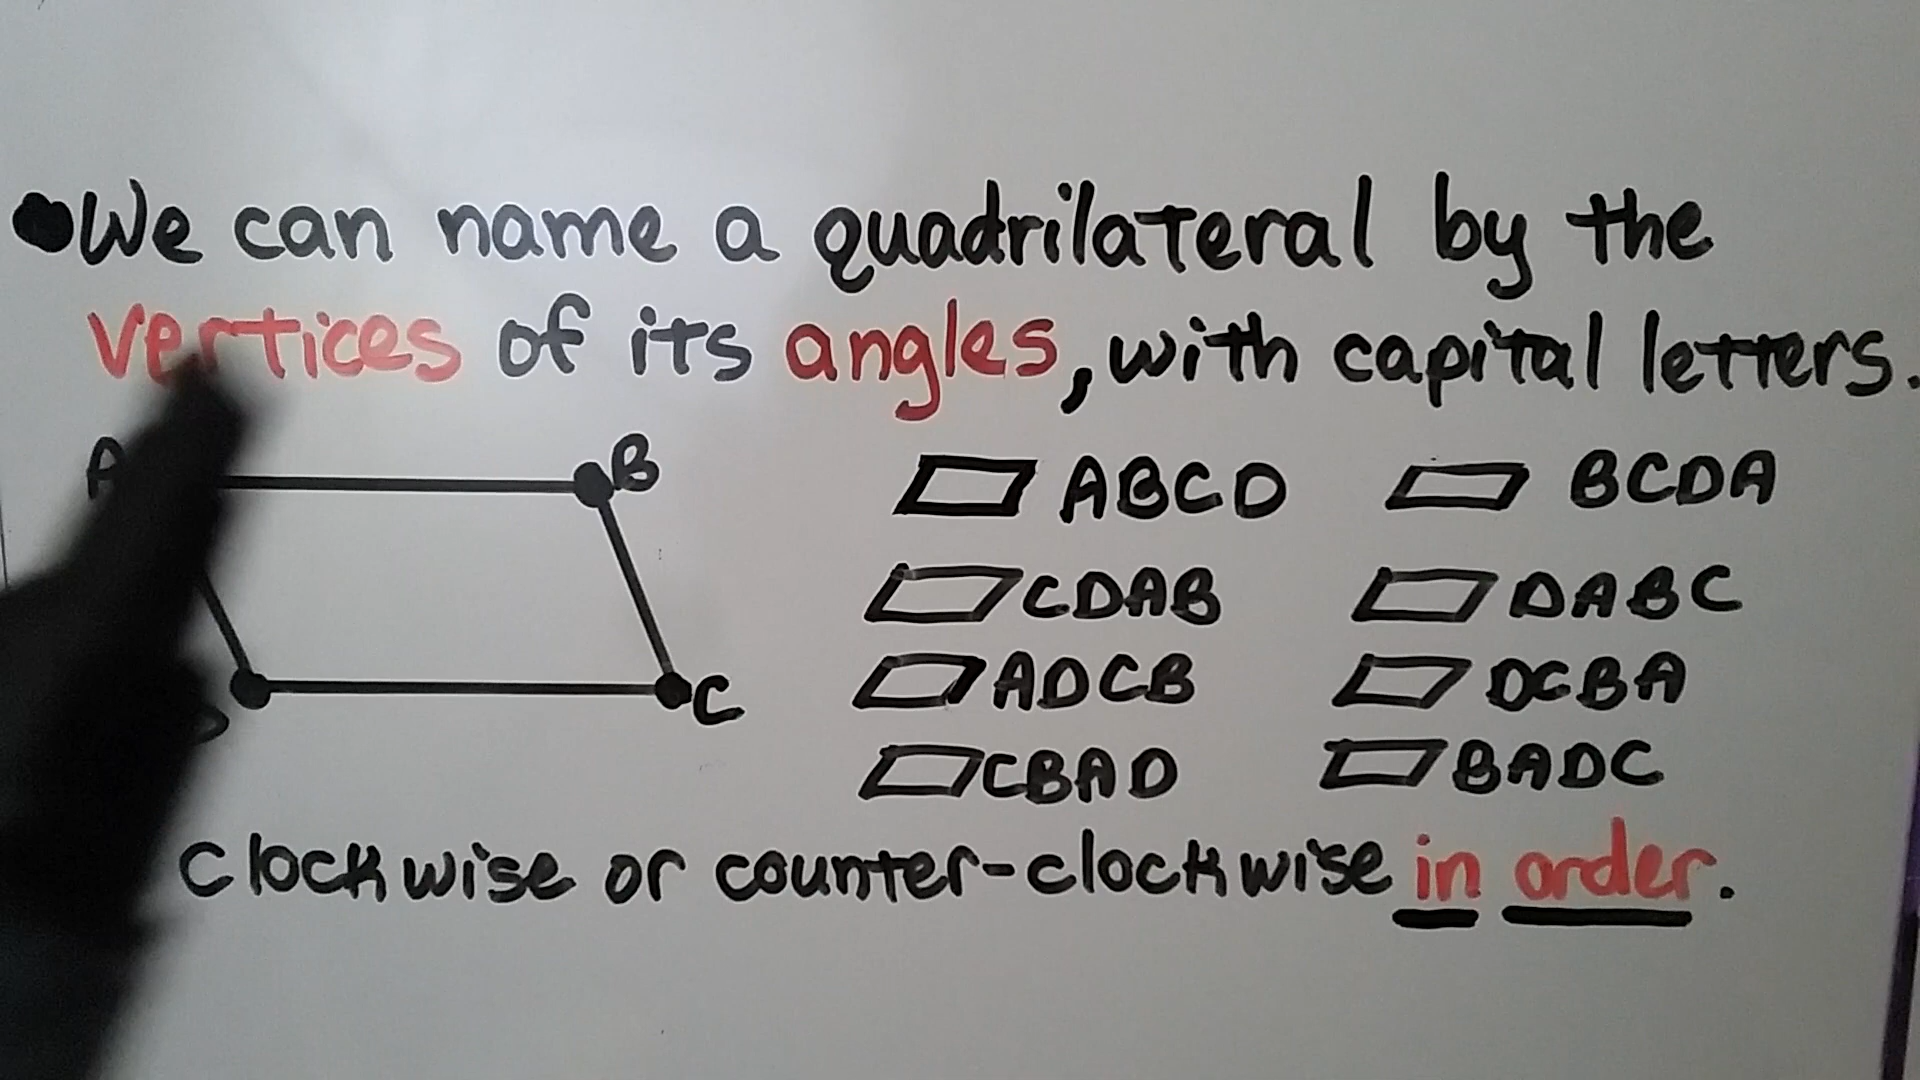 We can name a quadrilateral by the
vertices of its angles, with capital letters.
A B
ABCD BCDA
CDAB DABC
C
ADCB DCBA
CBAD BADC
clockwise or counter-clockwise in order.